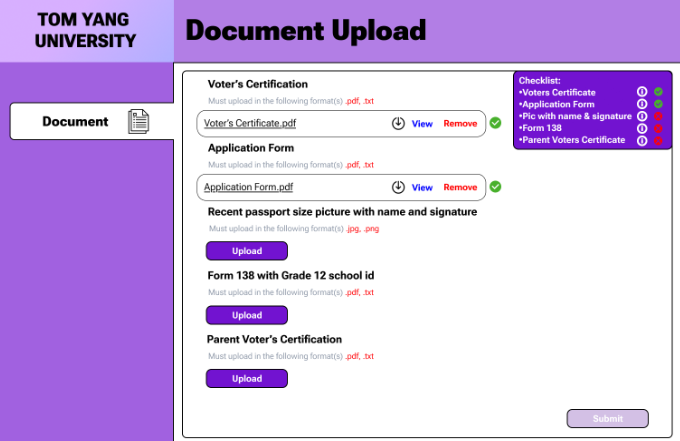 TOM YANG
UNIVERSITY
Document Upload
Document
Voter's Certification
Must upload in the following format(s) .pdf, .txt
Voter's Certificate.pdf View Remove
Application Form
Must upload in the following format(s) .pdf, .txt
Application Form.pdf View Remove
Recent passport size picture with name and signature
Must upload in the following format(s) .jpg, .png
Upload
Form 138 with Grade 12 school id
Must upload in the following format(s) .pdf, .txt
Upload
Parent Voter's Certification
Must upload in the following format(s) .pdf, .txt
Upload
Checklist:
•Voters Certificate
•Application Form
•Pic with name & signature
•Form 138
•Parent Voters Certificate
Submit